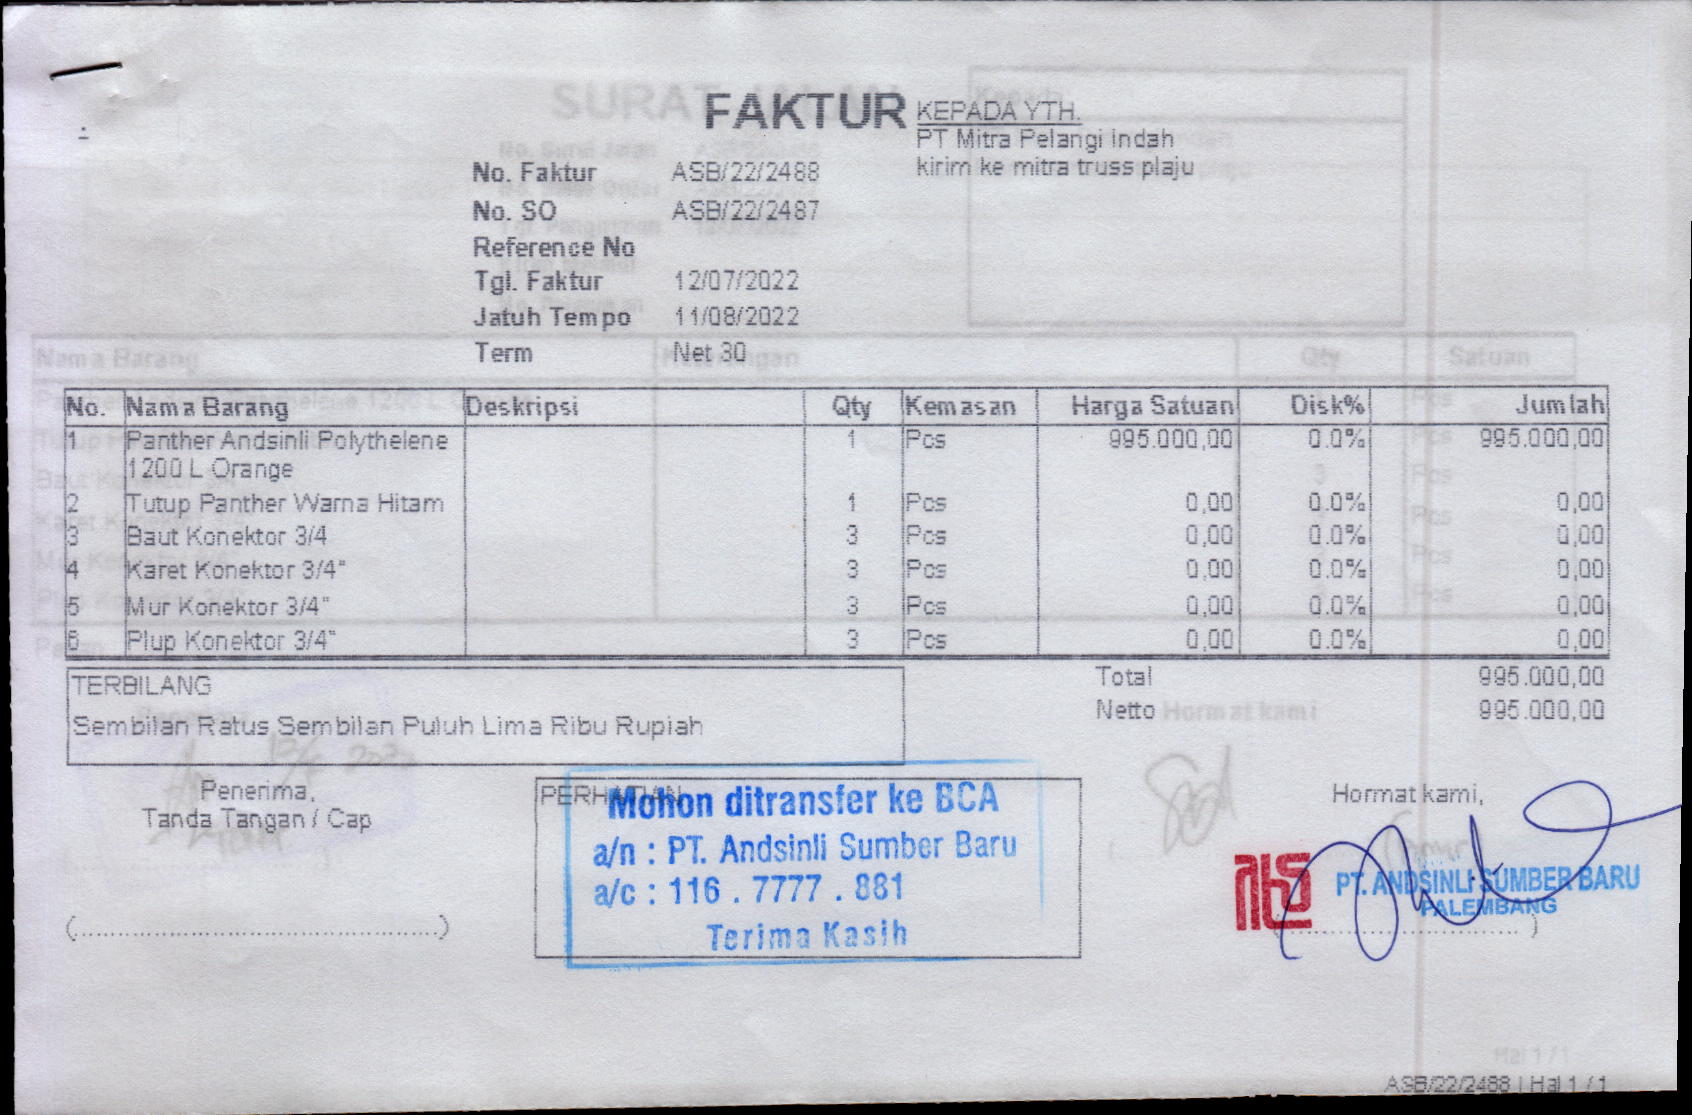 FAKTUR
KEPADA YTH.
PT Mitra Pelangi Indah
kirim ke mitra truss plaju
No. Faktur ASB/22/2488
No. SO ASB/22/2487
Reference No
Tgl. Faktur 12/07/2022
Jatuh Tempo 11/08/2022
Term Net 30
No. Nama Barang Deskripsi Qty Kemasan Harga Satuan Disk% Jumlah
1 Panther Andsinli Polythelene 1 Pcs 995.000,00 0.0% 995.000,00
1200 L Orange
2 Tutup Panther Warna Hitam 1 Pcs 0,00 0.0% 0,00
3 Baut Konektor 3/4 3 Pcs 0,00 0.0% 0,00
4 Karet Konektor 3/4" 3 Pcs 0,00 0.0% 0,00
5 Mur Konektor 3/4" 3 Pcs 0,00 0.0% 0,00
6 Plup Konektor 3/4" 3 Pcs 0,00 0.0% 0,00
Total 995.000,00
Netto 995.000,00
TERBILANG
Sembilan Ratus Sembilan Puluh Lima Ribu Rupiah
Penerima,
Tanda Tangan / Cap
(..............................................)
PERHATIAN
Mohon ditransfer ke BCA
a/n : PT. Andsinli Sumber Baru
a/c : 116 . 7777 . 881
Terima Kasih
Hormat kami,
PT. ANDSINLI SUMBER BARU
PALEMBANG
ASB/22/2488 | Hal 1 / 1